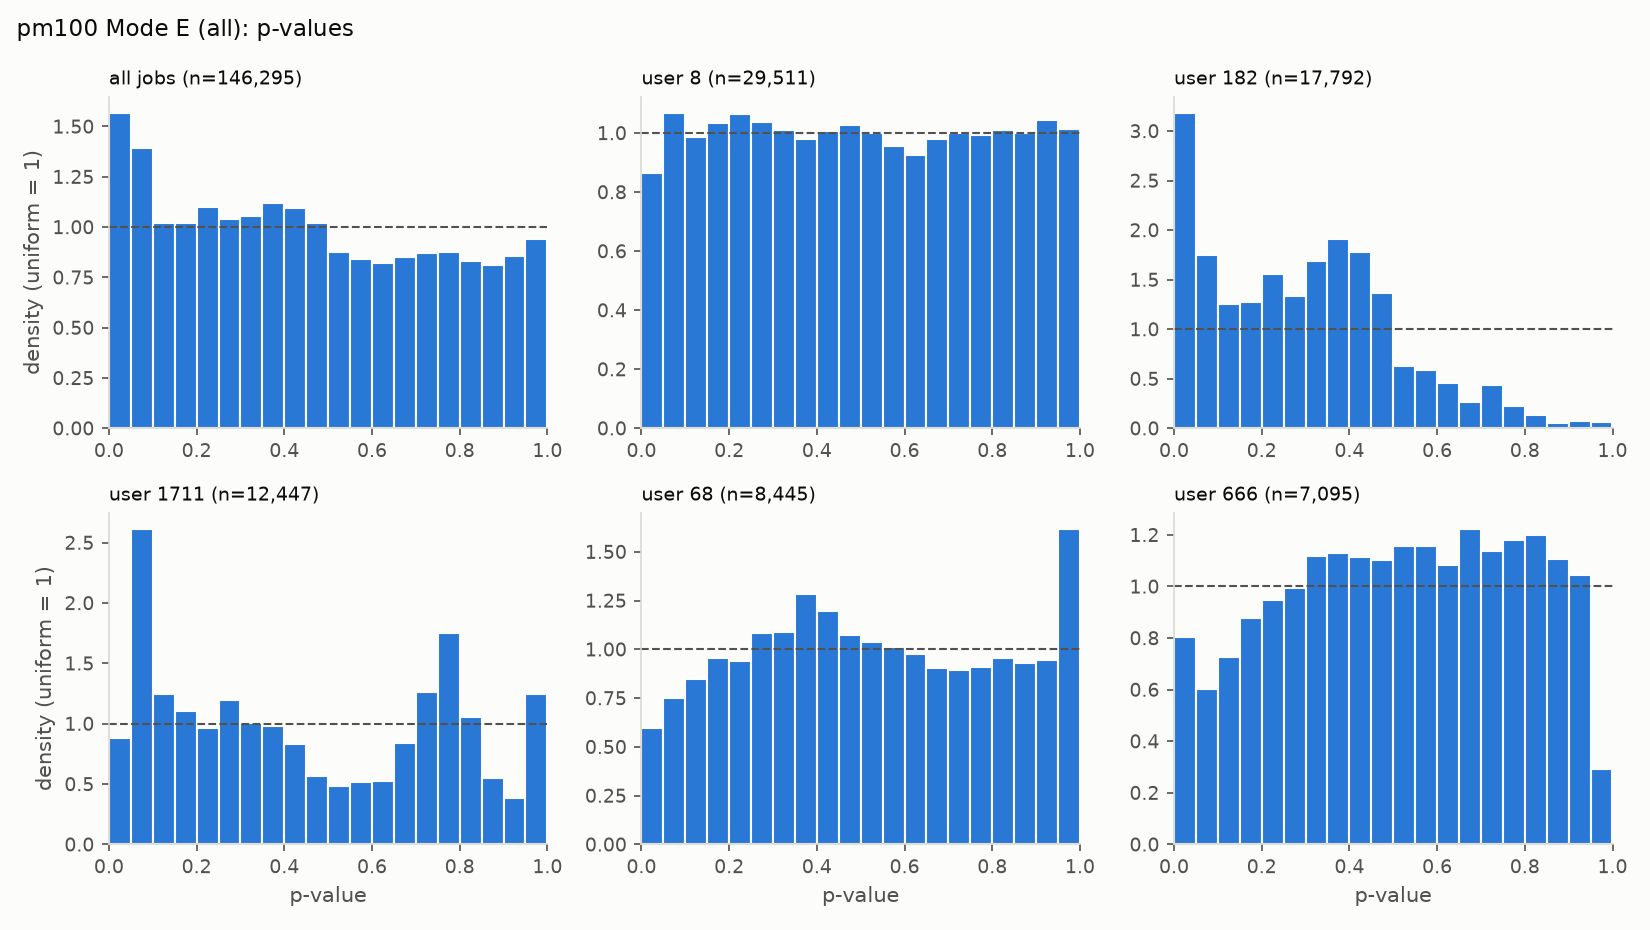 pm100 Mode E (all): p-values
all jobs (n=146,295)
user 8 (n=29,511)
user 182 (n=17,792)
density (uniform = 1)
1.50
1.25
1.00
0.75
0.50
0.25
0.00
0.0 0.2 0.4 0.6 0.8 1.0
1.0
0.8
0.6
0.4
0.2
0.0
0.0 0.2 0.4 0.6 0.8 1.0
3.0
2.5
2.0
1.5
1.0
0.5
0.0
0.0 0.2 0.4 0.6 0.8 1.0
user 1711 (n=12,447)
user 68 (n=8,445)
user 666 (n=7,095)
density (uniform = 1)
2.5
2.0
1.5
1.0
0.5
0.0
0.0 0.2 0.4 0.6 0.8 1.0
p-value
1.50
1.25
1.00
0.75
0.50
0.25
0.00
0.0 0.2 0.4 0.6 0.8 1.0
p-value
1.2
1.0
0.8
0.6
0.4
0.2
0.0
0.0 0.2 0.4 0.6 0.8 1.0
p-value